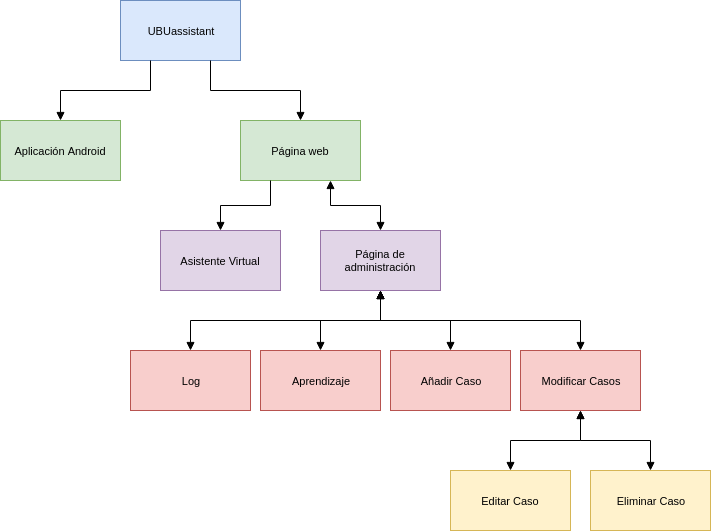 UBUassistant
Aplicación Android
Página web
Asistente Virtual
Página de
administración
Log
Aprendizaje
Añadir Caso
Modificar Casos
Editar Caso
Eliminar Caso